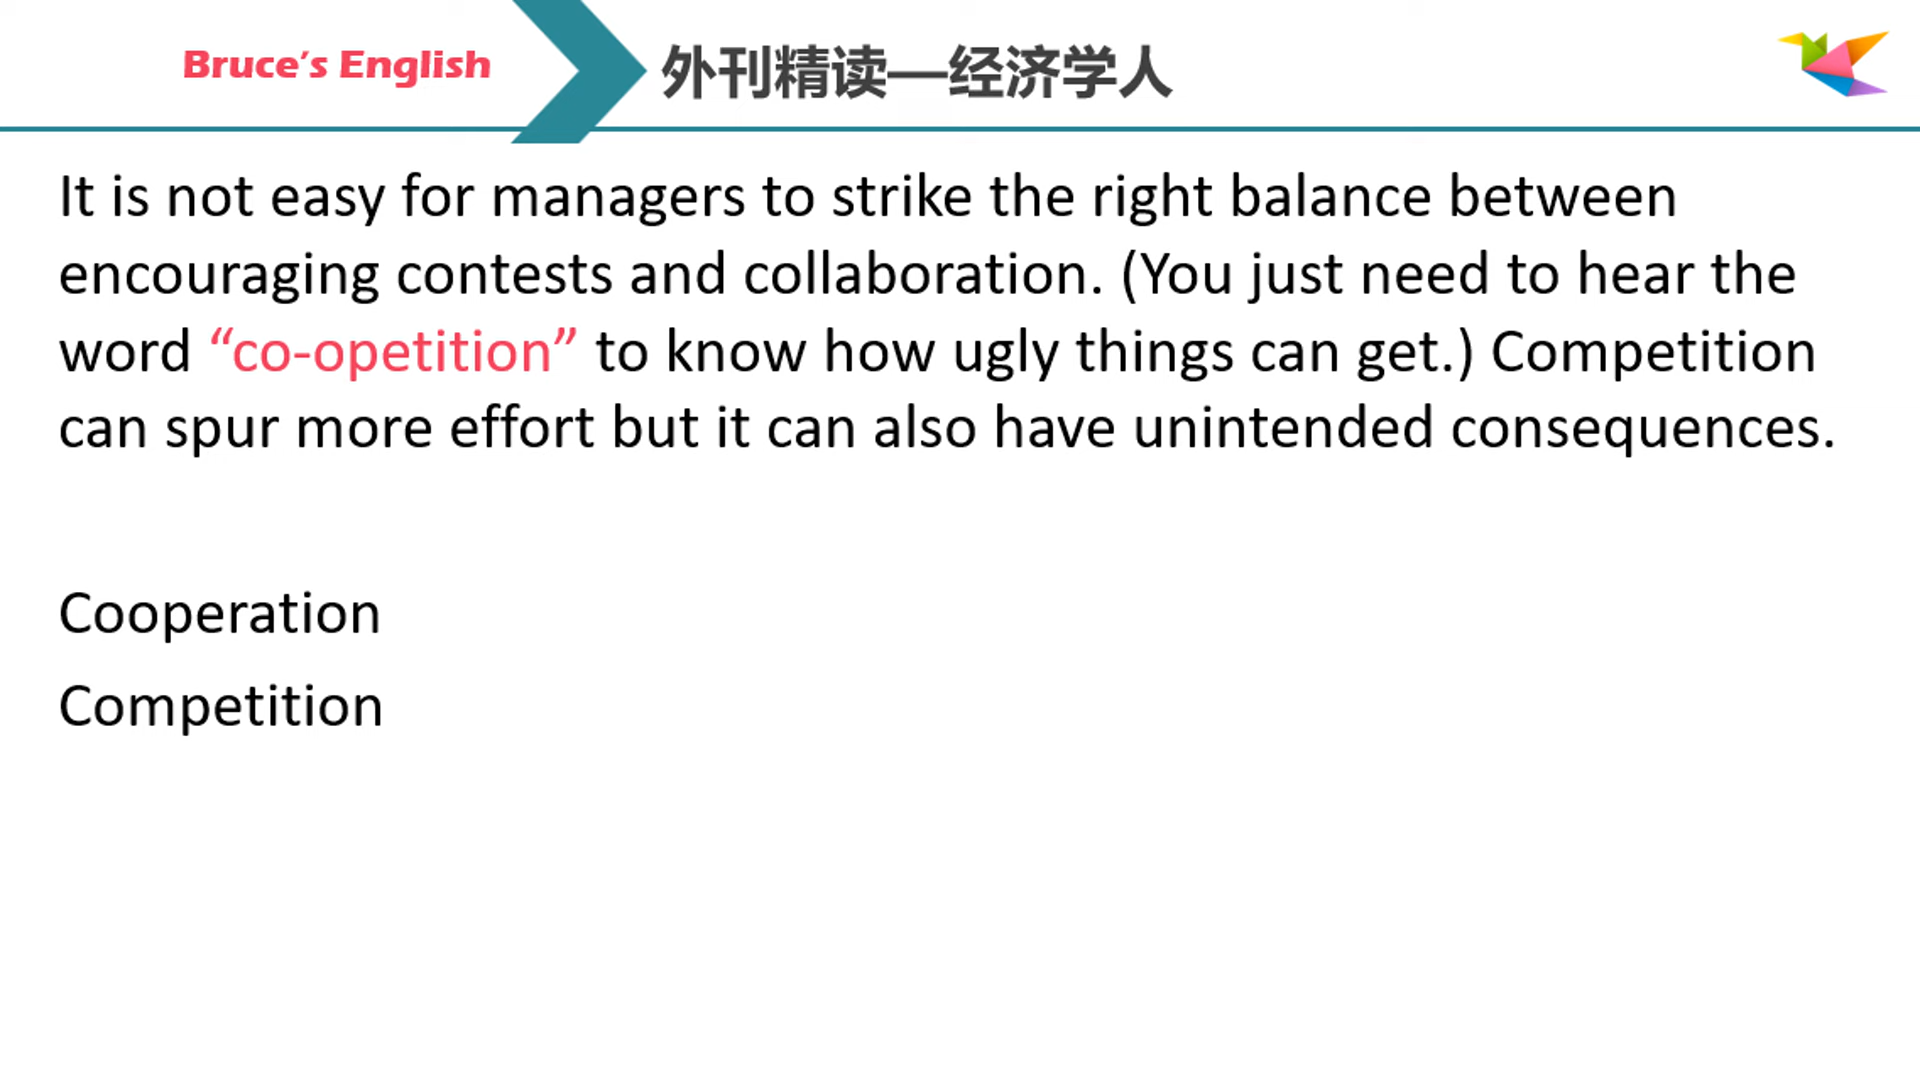 Bruce's English
外刊精读—经济学人
It is not easy for managers to strike the right balance between
encouraging contests and collaboration. (You just need to hear the
word “co-opetition” to know how ugly things can get.) Competition
can spur more effort but it can also have unintended consequences.
Cooperation
Competition